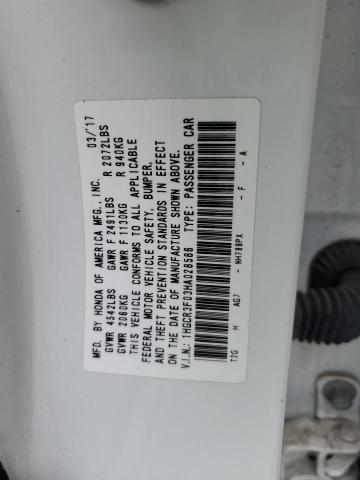 MFD. BY HONDA OF AMERICA MFG., INC. 03/'17
GVWR 4542LBS GAWR F 2491LBS R 2072LBS
GVWR 2060KG GAWR F 1130KG R 940KG
THIS VEHICLE CONFORMS TO ALL APPLICABLE
FEDERAL MOTOR VEHICLE SAFETY, BUMPER,
AND THEFT PREVENTION STANDARDS IN EFFECT
ON THE DATE OF MANUFACTURE SHOWN ABOVE.
V.I.N.: 1HGCR3F03HA028586 TYPE: PASSENGER CAR
T2G H AG7 - NH788PX - F - A